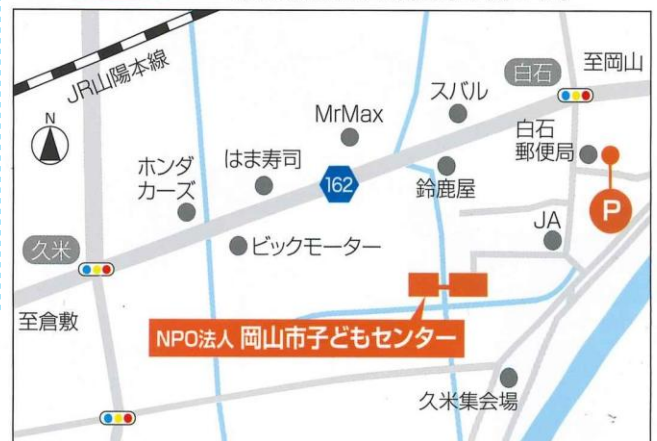 JR山陽本線
N
MrMax
スバル
白石
至岡山
ホンダ
カーズ
はま寿司
162
鈴鹿屋
白石
郵便局
P
久米
ビックモーター
JA
至倉敷
NPO法人 岡山市子どもセンター
久米集会場